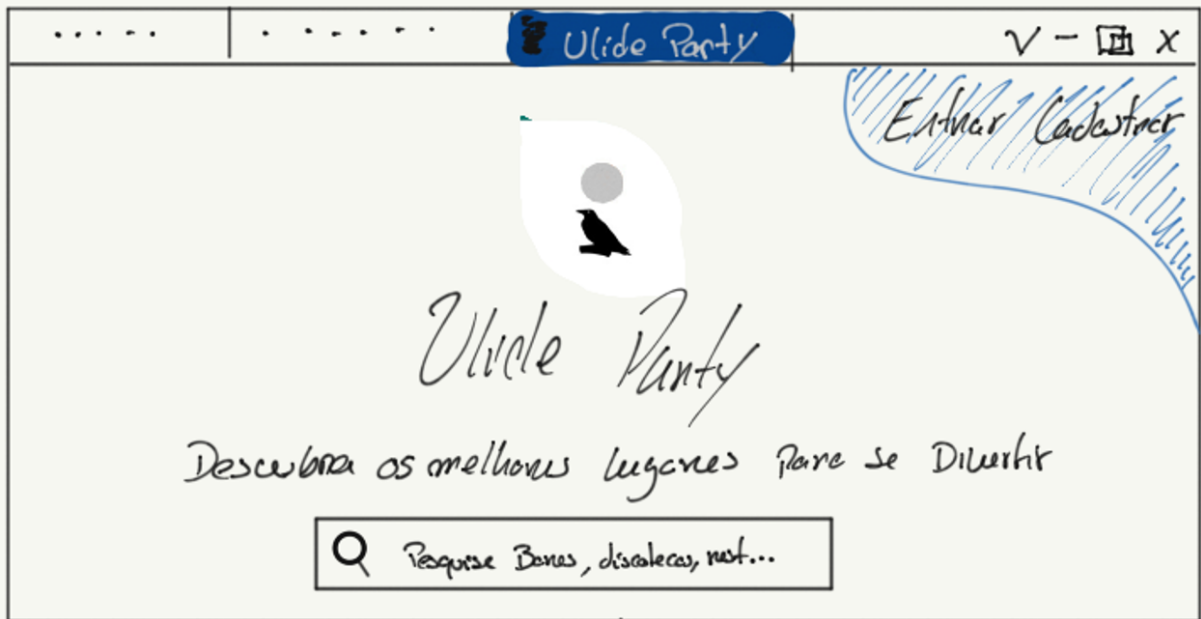 Ulide Party
Entrar Cadastrar
Ulide Party
Descubra os melhores lugares para se Divertir
Pesquise Bares, discotecas, rest...